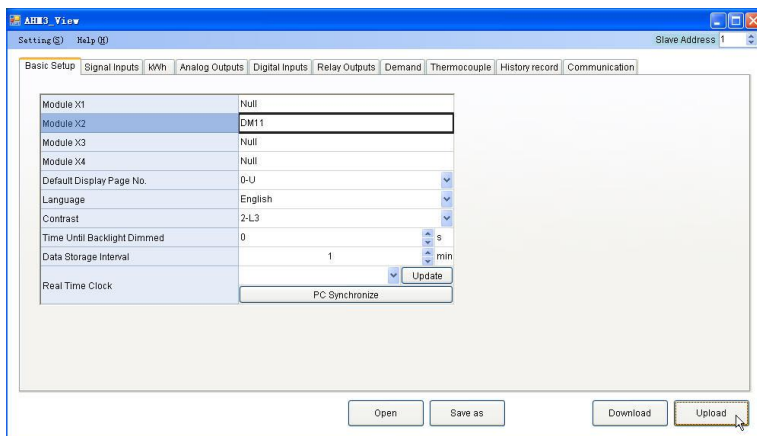 AHM3_View
Setting(S) Help(H) Slave Address 1
Basic Setup Signal Inputs kWh Analog Outputs Digital Inputs Relay Outputs Demand Thermocouple History record Communication
Module X1 Null
Module X2 DM11
Module X3 Null
Module X4 Null
Default Display Page No. 0-U
Language English
Contrast 2-L3
Time Until Backlight Dimmed 0 s
Data Storage Interval 1 min
Real Time Clock Update
PC Synchronize
Open Save as Download Upload